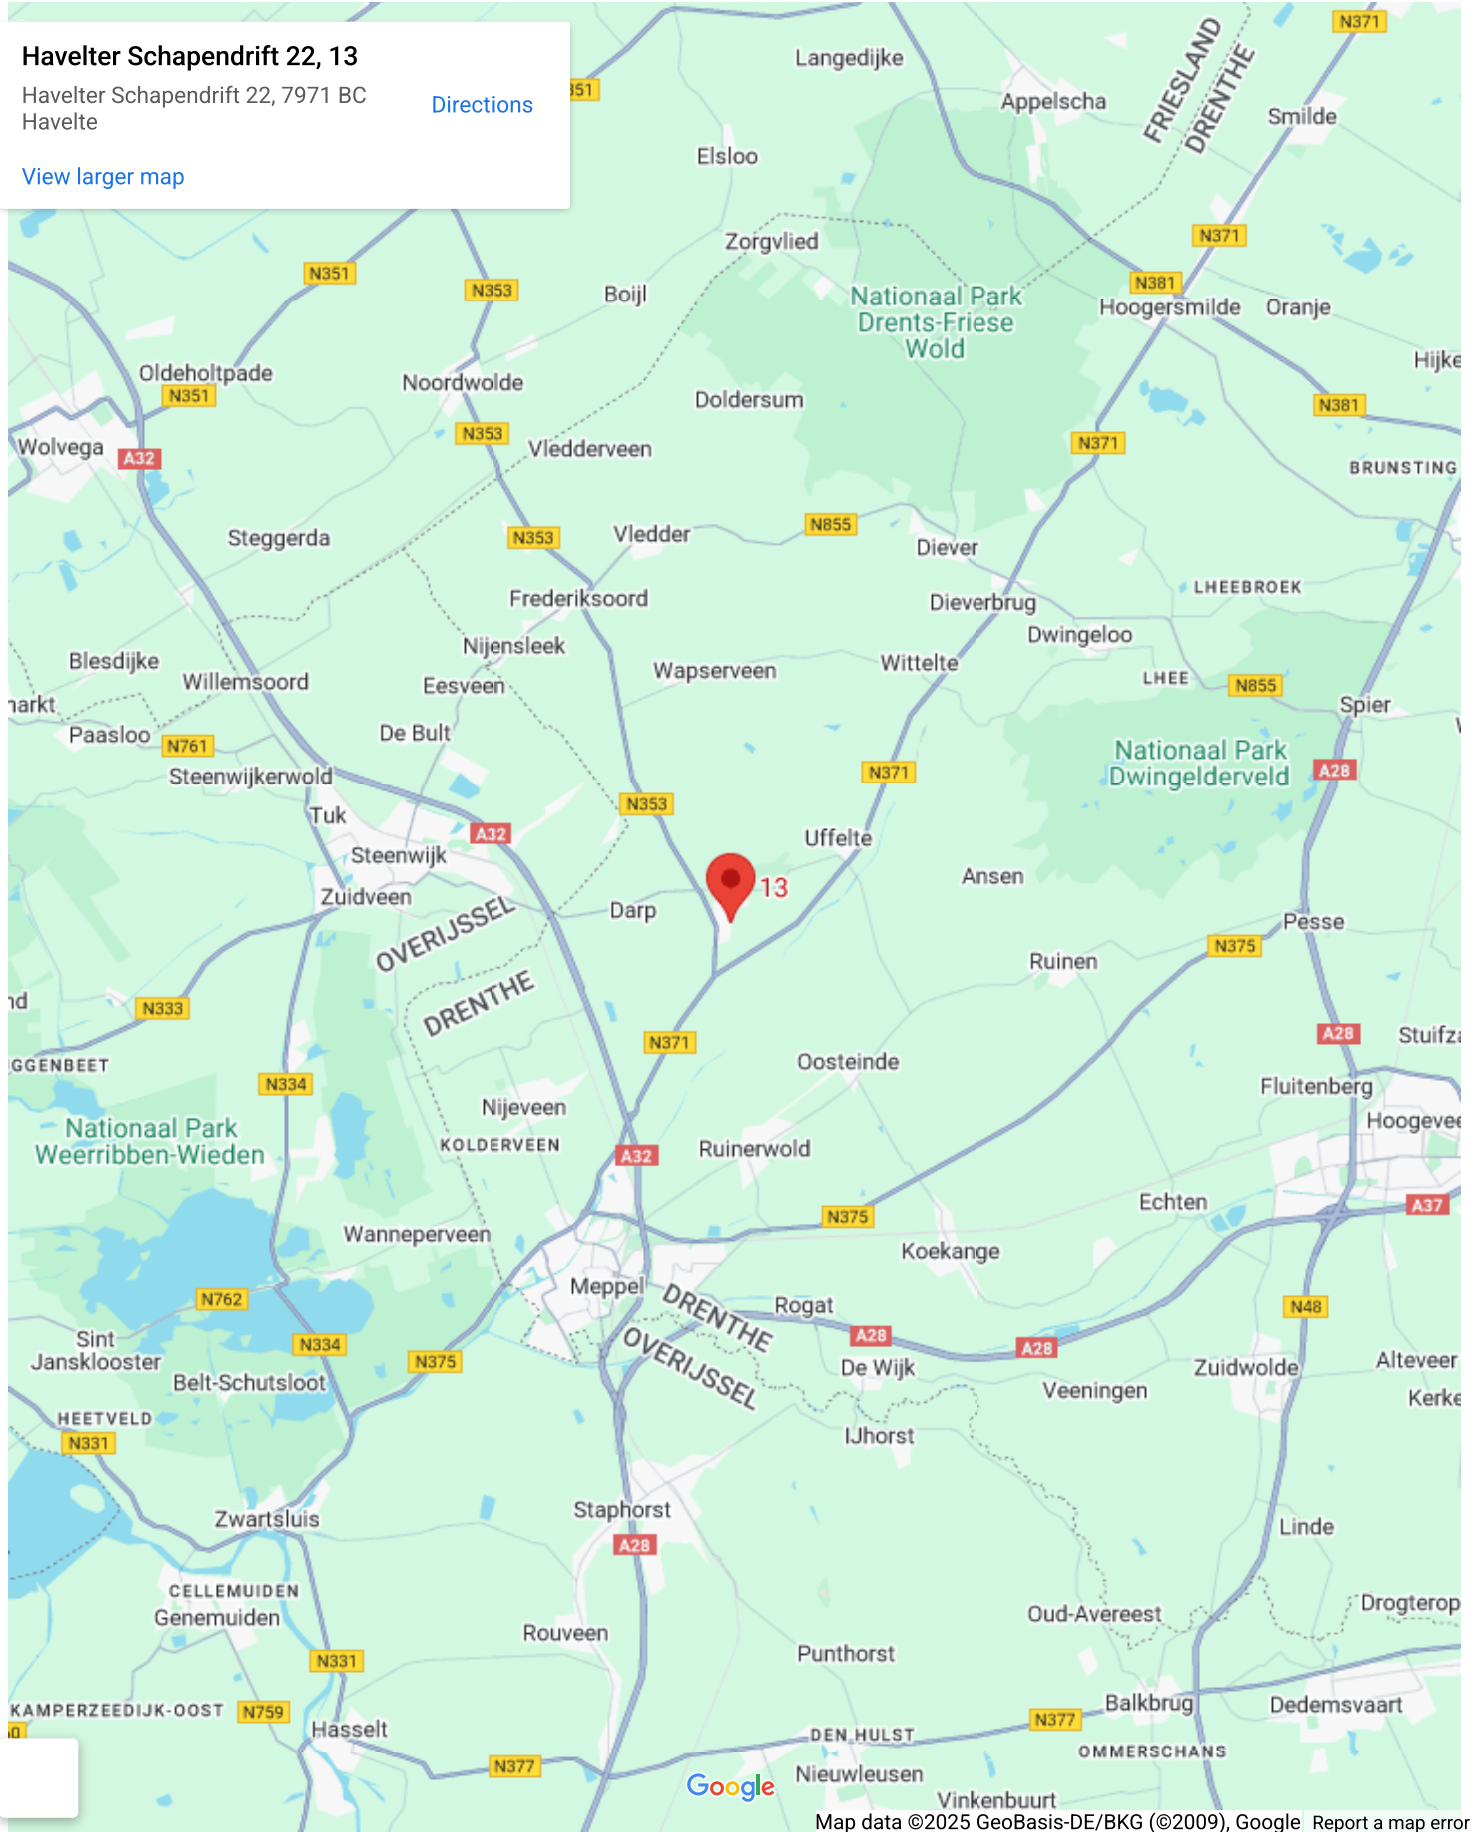 Havelter Schapendrift 22, 13
Havelter Schapendrift 22, 7971 BC
Havelte
Directions
View larger map
N371
Langedijke
FRIESLAND
DRENTHE
351
Appelscha
Smilde
Elsloo
Zorgvlied
N371
N351
N353
Boijl
N381
Nationaal Park
Drents-Friese
Wold
Hoogersmilde
Oranje
Hijke
Oldeholtpade
N351
Noordwolde
Doldersum
N381
N353
N371
Wolvega
A32
Vledderveen
BRUNSTING
Steggerda
N353
Vledder
N855
Diever
LHEEBROEK
Frederiksoord
Dieverbrug
Dwingeloo
Nijensleek
Blesdijke
Willemsoord
Eesveen
Wapserveen
Wittelte
LHEE
N855
narkt
Spier
Paasloo
N761
De Bult
Nationaal Park
Dwingelderveld
Steenwijkerwold
N371
A28
Tuk
N353
A32
Uffelte
Steenwijk
Ansen
13
Zuidveen
Darp
OVERIJSSEL
Pesse
N375
Ruinen
DRENTHE
nd
N333
N371
A28
Stuifza
GGENBEET
Oosteinde
N334
Fluitenberg
Nijeveen
Hoogevee
Nationaal Park
Weerribben-Wieden
KOLDERVEEN
A32
Ruinerwold
Echten
A37
N375
Wanneperveen
Koekange
Meppel
DRENTHE
N762
Rogat
N48
Sint
Jansklooster
N334
OVERIJSSEL
A28
A28
N375
De Wijk
Zuidwolde
Alteveer
Belt-Schutsloot
Veeningen
Kerke
HEETVELD
N331
IJhorst
Zwartsluis
Staphorst
Linde
A28
CELLEMUIDEN
Genemuiden
Drogterop
Oud-Avereest
Rouveen
Punthorst
N331
KAMPERZEEDIJK-OOST
N759
Balkbrug
Dedemsvaart
Hasselt
N377
DEN HULST
OMMERSCHANS
N377
Nieuwleusen
Google
Vinkenbuurt
Map data ©2025 GeoBasis-DE/BKG (©2009), Google
Report a map error